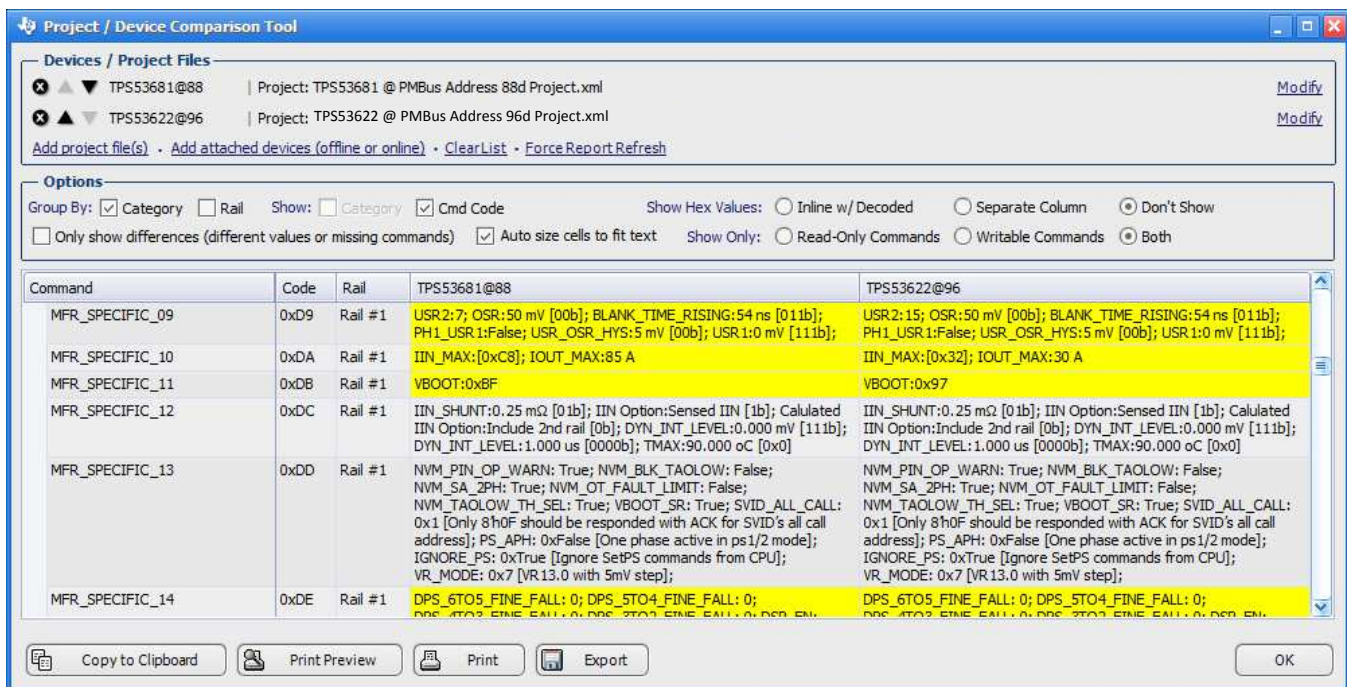 Project / Device Comparison Tool
Devices / Project Files
TPS53681@88 | Project: TPS53681 @ PMBus Address 88d Project.xml Modify
TPS53622@96 | Project: TPS53622 @ PMBus Address 96d Project.xml Modify
Add project file(s) • Add attached devices (offline or online) • Clear List • Force Report Refresh
Options
Group By: Category Rail Show: Category Cmd Code Show Hex Values: Inline w/ Decoded Separate Column Don't Show
Only show differences (different values or missing commands) Auto size cells to fit text Show Only: Read-Only Commands Writable Commands Both
Command Code Rail TPS53681@88 TPS53622@96
MFR_SPECIFIC_09 0xD9 Rail #1 USR2:7; OSR:50 mV [00b]; BLANK_TIME_RISING:54 ns [011b]; USR2:15; OSR:50 mV [00b]; BLANK_TIME_RISING:54 ns [011b];
PH1_USR1:False; USR_OSR_HYS:5 mV [00b]; USR1:0 mV [111b]; PH1_USR1:False; USR_OSR_HYS:5 mV [00b]; USR1:0 mV [111b];
MFR_SPECIFIC_10 0xDA Rail #1 IIN_MAX:[0xC8]; IOUT_MAX:85 A IIN_MAX:[0x32]; IOUT_MAX:30 A
MFR_SPECIFIC_11 0xDB Rail #1 VBOOT:0xBF VBOOT:0x97
MFR_SPECIFIC_12 0xDC Rail #1 IIN_SHUNT:0.25 mΩ [01b]; IIN Option:Sensed IIN [1b]; Calulated IIN_SHUNT:0.25 mΩ [01b]; IIN Option:Sensed IIN [1b]; Calulated
IIN Option:Include 2nd rail [0b]; DYN_INT_LEVEL:0.000 mV [111b]; IIN Option:Include 2nd rail [0b]; DYN_INT_LEVEL:0.000 mV [111b];
DYN_INT_LEVEL:1.000 us [0000b]; TMAX:90.000 oC [0x0] DYN_INT_LEVEL:1.000 us [0000b]; TMAX:90.000 oC [0x0]
MFR_SPECIFIC_13 0xDD Rail #1 NVM_PIN_OP_WARN: True; NVM_BLK_TAOLOW: False; NVM_PIN_OP_WARN: True; NVM_BLK_TAOLOW: False;
NVM_SA_2PH: True; NVM_OT_FAULT_LIMIT: False; NVM_SA_2PH: True; NVM_OT_FAULT_LIMIT: False;
NVM_TAOLOW_TH_SEL: True; VBOOT_SR: True; SVID_ALL_CALL: NVM_TAOLOW_TH_SEL: True; VBOOT_SR: True; SVID_ALL_CALL:
0x1 [Only 8'h0F should be responded with ACK for SVID's all call 0x1 [Only 8'h0F should be responded with ACK for SVID's all call
address]; PS_APH: 0xFalse [One phase active in ps1/2 mode]; address]; PS_APH: 0xFalse [One phase active in ps1/2 mode];
IGNORE_PS: 0xTrue [Ignore SetPS commands from CPU]; IGNORE_PS: 0xTrue [Ignore SetPS commands from CPU];
VR_MODE: 0x7 [VR13.0 with 5mV step]; VR_MODE: 0x7 [VR13.0 with 5mV step];
MFR_SPECIFIC_14 0xDE Rail #1 DPS_6TO5_FINE_FALL: 0; DPS_5TO4_FINE_FALL: 0; DPS_6TO5_FINE_FALL: 0; DPS_5TO4_FINE_FALL: 0;
Copy to Clipboard Print Preview Print Export OK